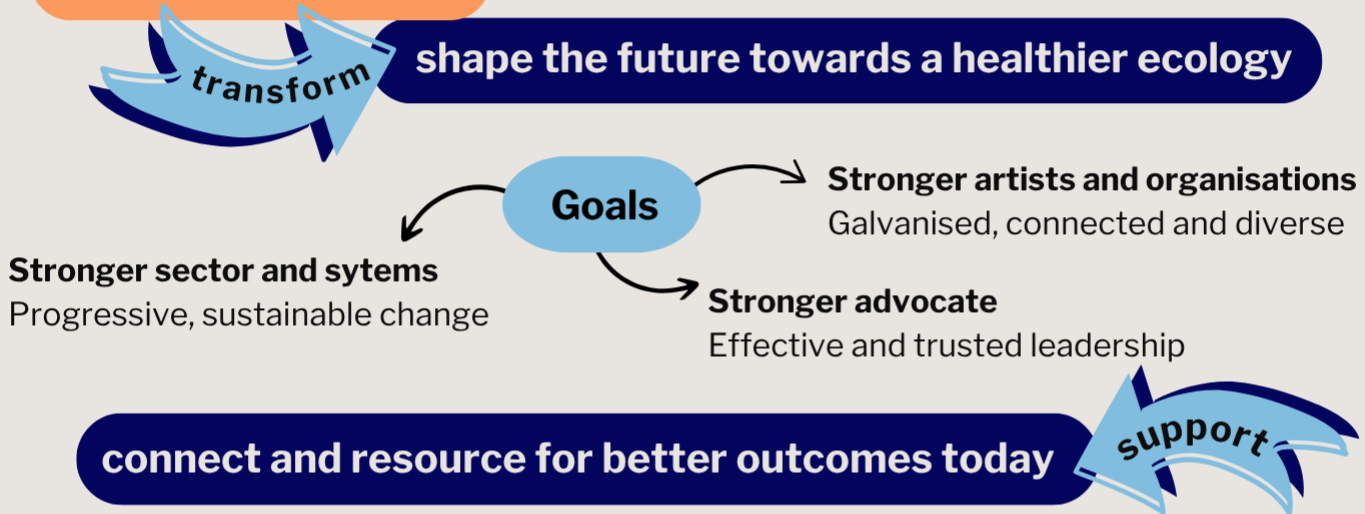 transform
shape the future towards a healthier ecology
Goals
Stronger artists and organisations
Galvanised, connected and diverse
Stronger sector and sytems
Progressive, sustainable change
Stronger advocate
Effective and trusted leadership
connect and resource for better outcomes today
support